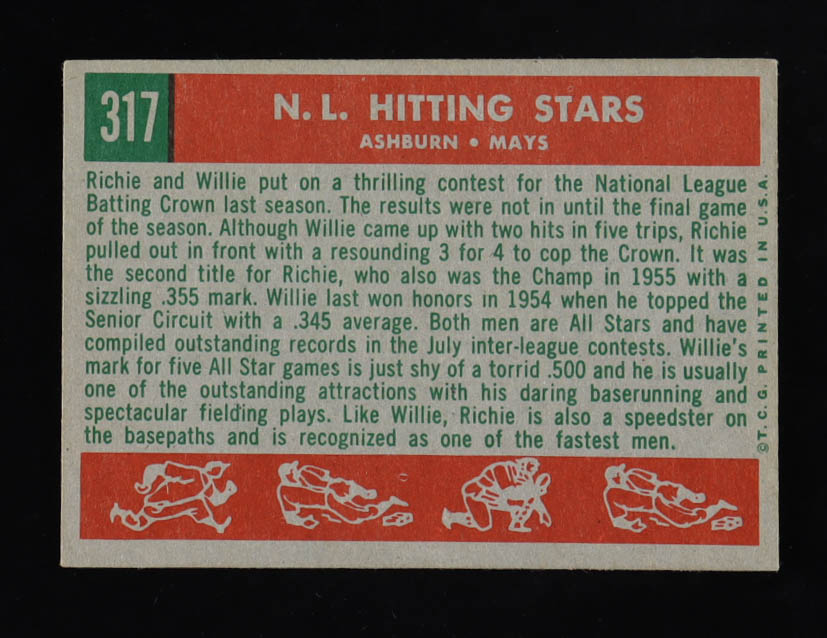 317
N. L. HITTING STARS
ASHBURN • MAYS
Richie and Willie put on a thrilling contest for the National League
Batting Crown last season. The results were not in until the final game
of the season. Although Willie came up with two hits in five trips, Richie
pulled out in front with a resounding 3 for 4 to cop the Crown. It was
the second title for Richie, who also was the Champ in 1955 with a
sizzling .355 mark. Willie last won honors in 1954 when he topped the
Senior Circuit with a .345 average. Both men are All Stars and have
compiled outstanding records in the July inter-league contests. Willie's
mark for five All Star games is just shy of a torrid .500 and he is usually
one of the outstanding attractions with his daring baserunning and
spectacular fielding plays. Like Willie, Richie is also a speedster on
the basepaths and is recognized as one of the fastest men.
©T. C. G. PRINTED IN U.S.A.